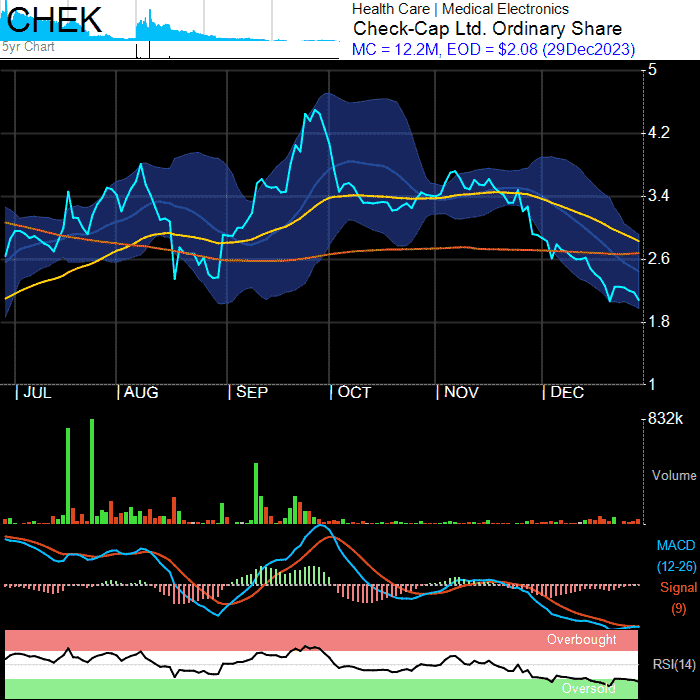 CHEK
5yr Chart
Health Care | Medical Electronics
Check-Cap Ltd. Ordinary Share
MC = 12.2M, EOD = $2.08 (29Dec2023)
5
4.2
3.4
2.6
1.8
1
| JUL | AUG | SEP | OCT | NOV | DEC
832k
Volume
MACD
(12-26)
Signal
(9)
Overbought
RSI(14)
Oversold